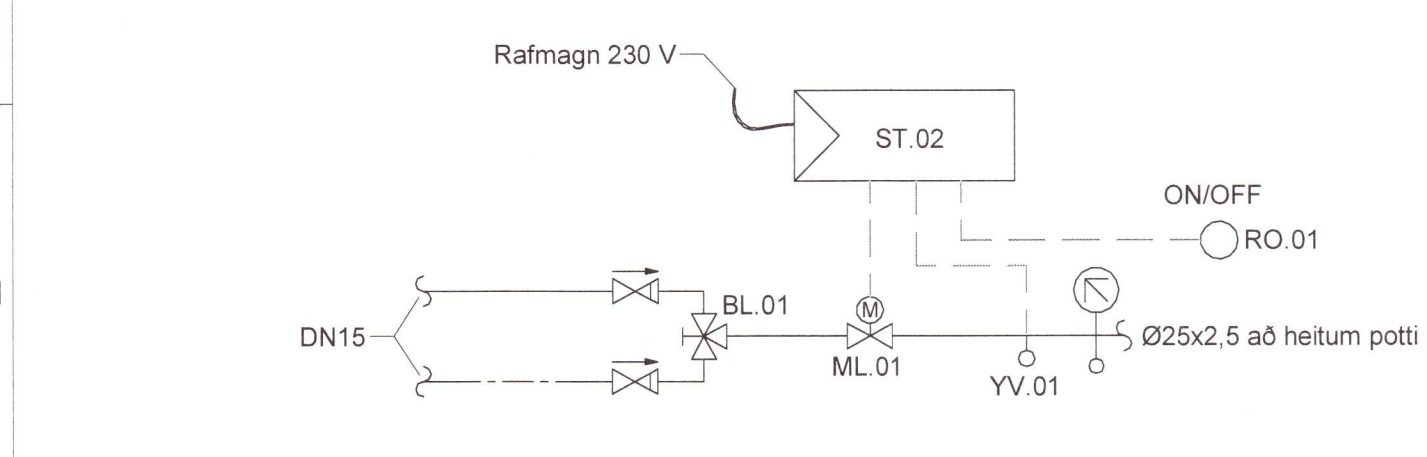 Rafmagn 230 V
ST.02
ON/OFF
RO.01
BL.01
M
DN15
Ø25x2,5 að heitum potti
ML.01
YV.01